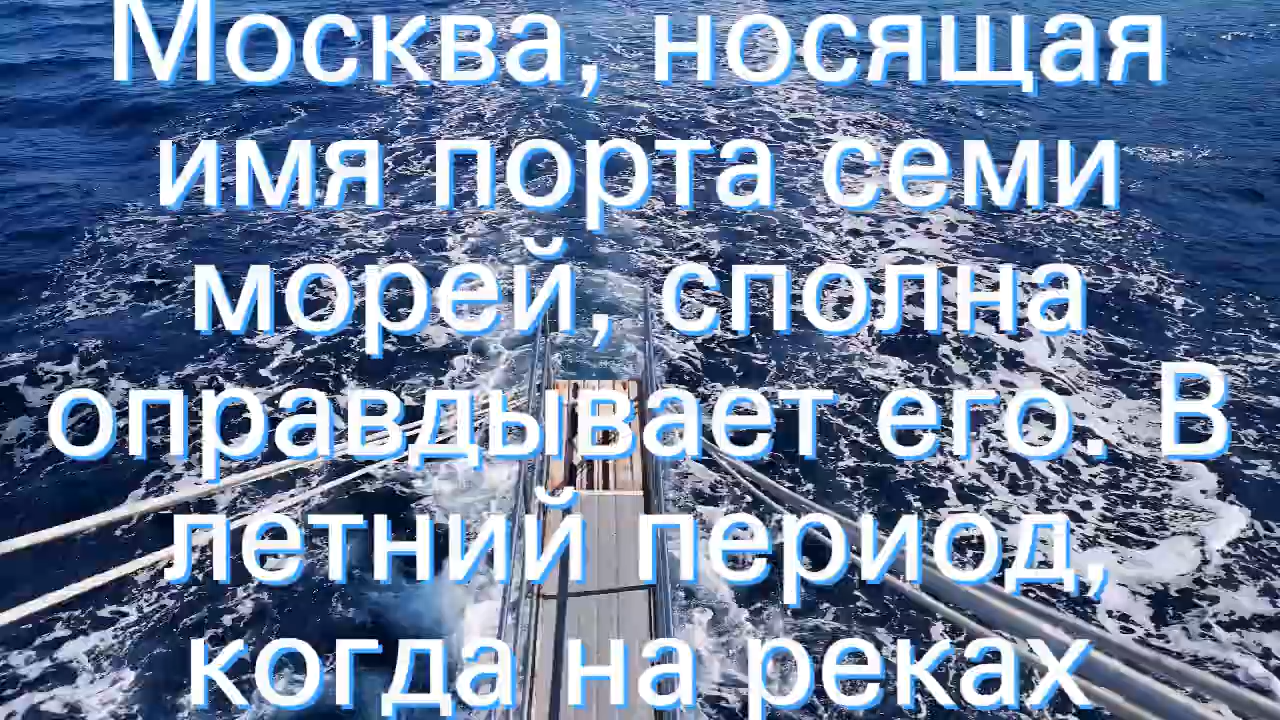 Москва, носящая
имя порта семи
морей, сполна
оправдывает его. В
летний период,
когда на реках